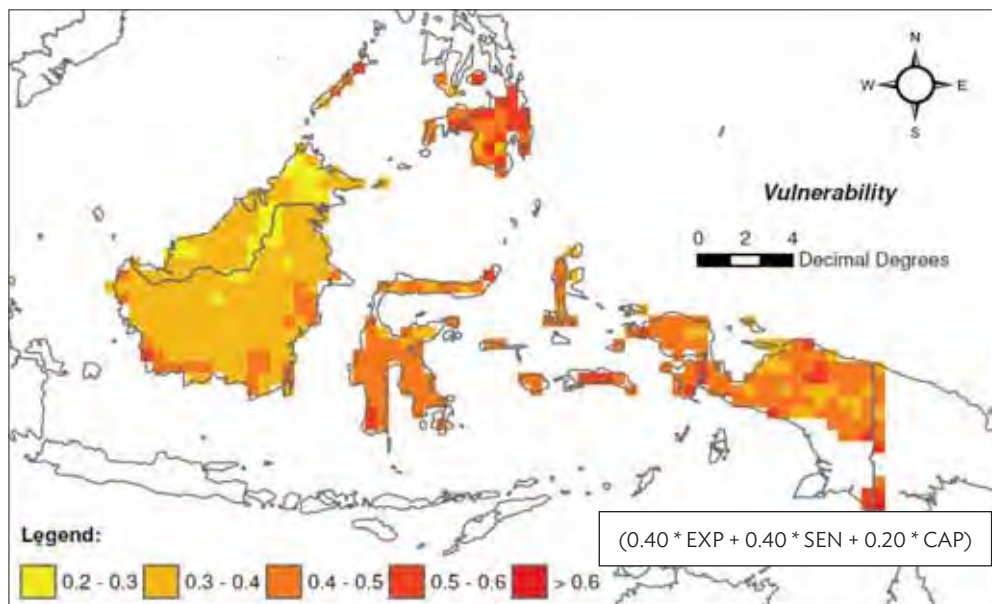 N
W E
S
Vulnerability
0 2 4
Decimal Degrees
(0.40 * EXP + 0.40 * SEN + 0.20 * CAP)
Legend:
0.2 - 0.3 0.3 - 0.4 0.4 - 0.5 0.5 - 0.6 > 0.6